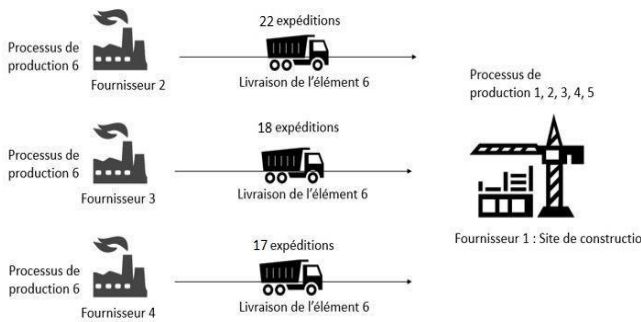 22 expéditions
Processus de
production 6
Fournisseur 2
Livraison de l'élément 6
Processus de
production 1, 2, 3, 4, 5
18 expéditions
Processus de
production 6
Fournisseur 3
Livraison de l'élément 6
Fournisseur 1 : Site de constructio
17 expéditions
Processus de
production 6
Fournisseur 4
Livraison de l'élément 6